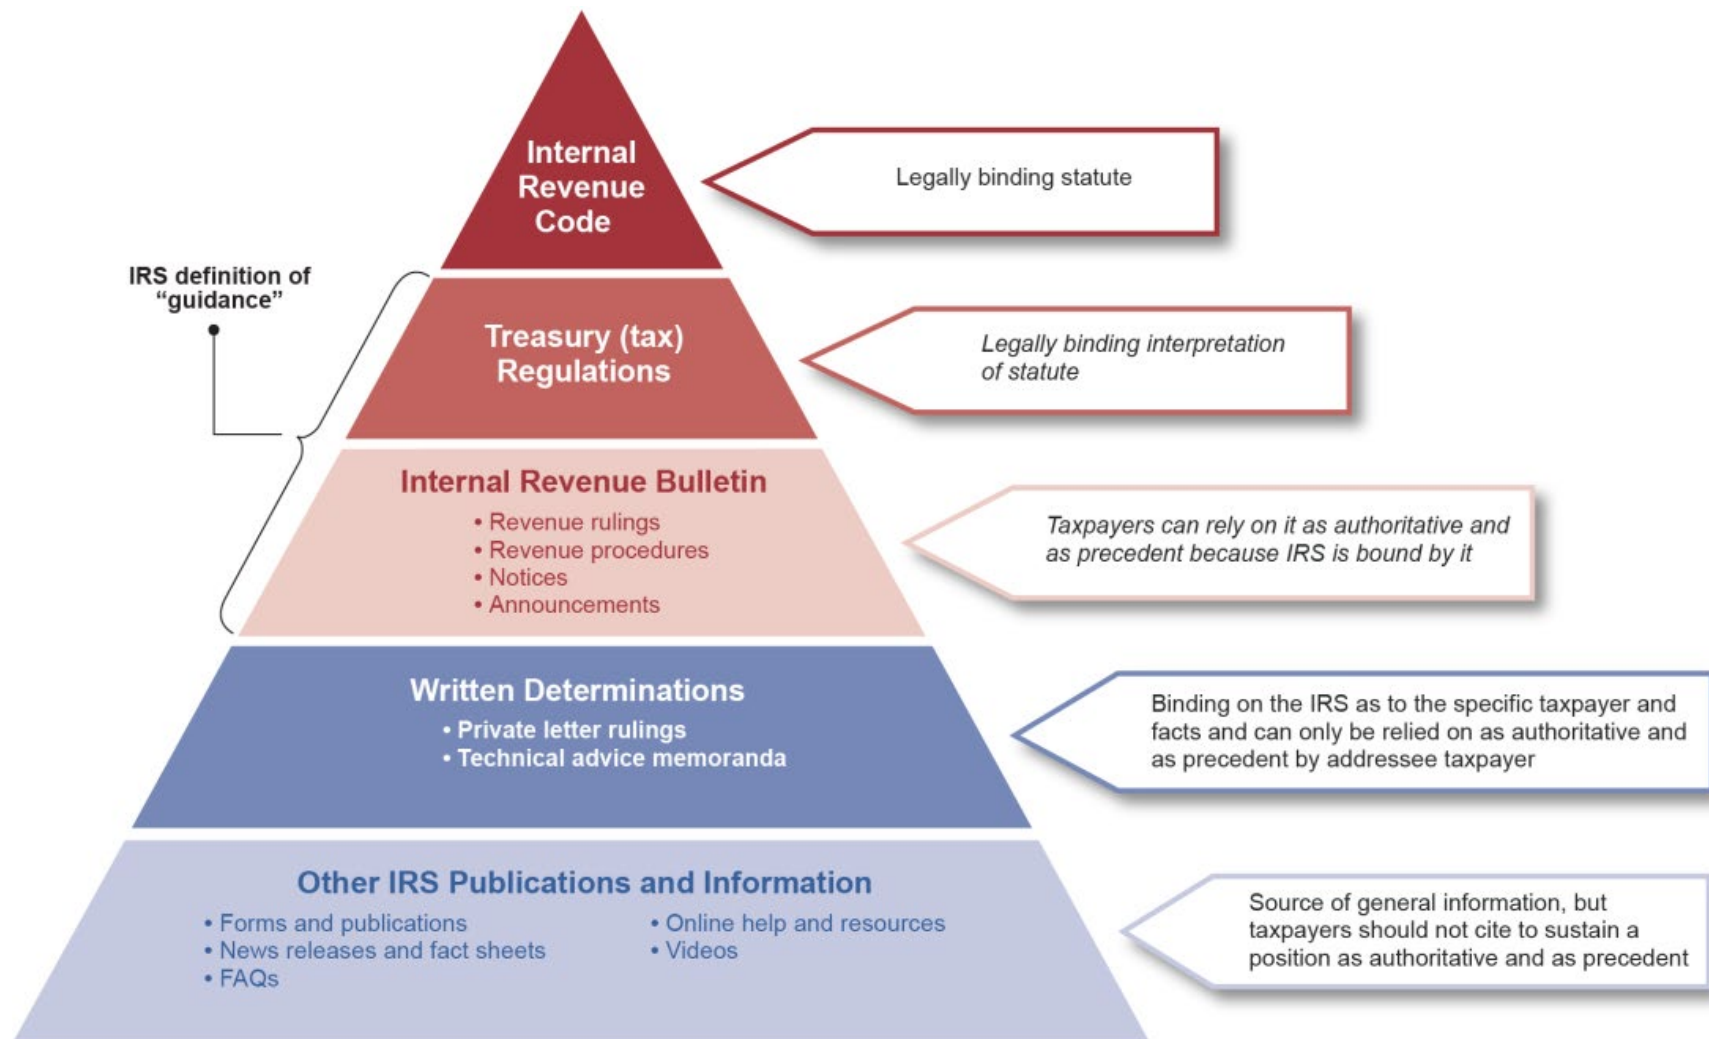 Internal
Revenue
Code
Legally binding statute
IRS definition of
“guidance”
Treasury (tax)
Regulations
Legally binding interpretation
of statute
Internal Revenue Bulletin
• Revenue rulings
• Revenue procedures
• Notices
• Announcements
Taxpayers can rely on it as authoritative and
as precedent because IRS is bound by it
Written Determinations
• Private letter rulings
• Technical advice memoranda
Binding on the IRS as to the specific taxpayer and
facts and can only be relied on as authoritative and
as precedent by addressee taxpayer
Other IRS Publications and Information
• Forms and publications
• News releases and fact sheets
• FAQs
• Online help and resources
• Videos
Source of general information, but
taxpayers should not cite to sustain a
position as authoritative and as precedent